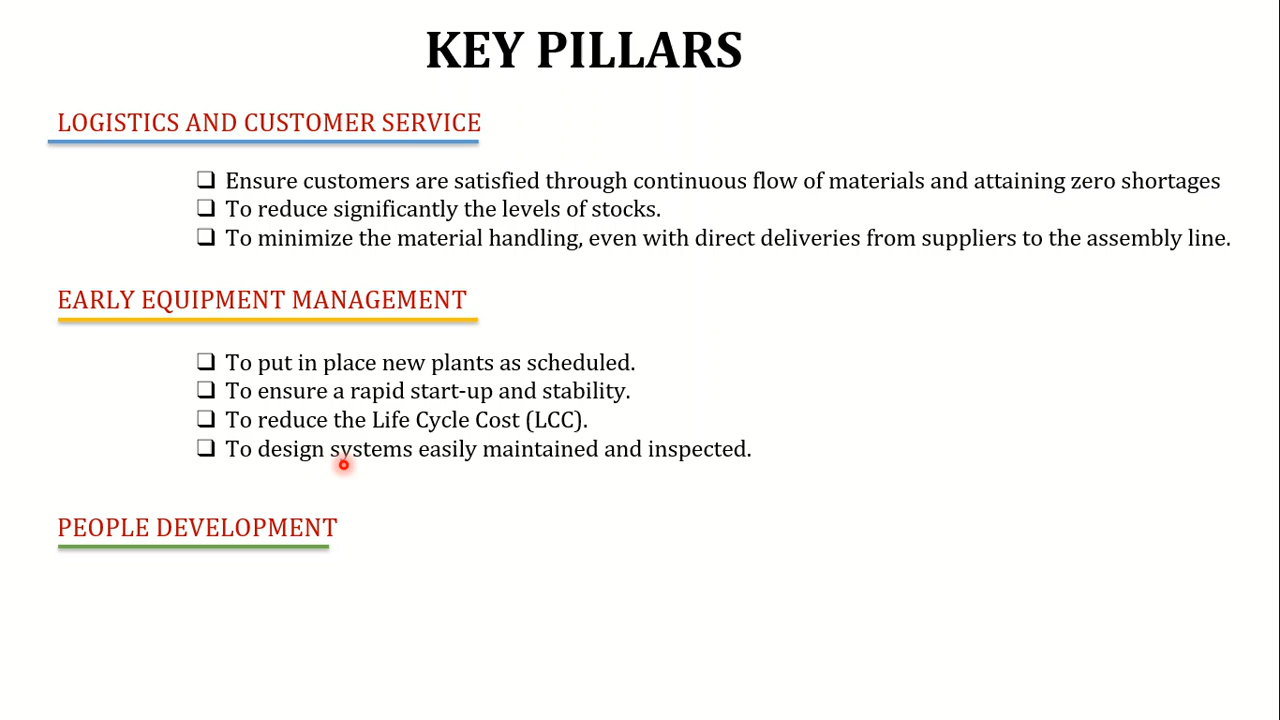 KEY PILLARS
LOGISTICS AND CUSTOMER SERVICE
❑ Ensure customers are satisfied through continuous flow of materials and attaining zero shortages
❑ To reduce significantly the levels of stocks.
❑ To minimize the material handling, even with direct deliveries from suppliers to the assembly line.
EARLY EQUIPMENT MANAGEMENT
❑ To put in place new plants as scheduled.
❑ To ensure a rapid start-up and stability.
❑ To reduce the Life Cycle Cost (LCC).
❑ To design systems easily maintained and inspected.
PEOPLE DEVELOPMENT